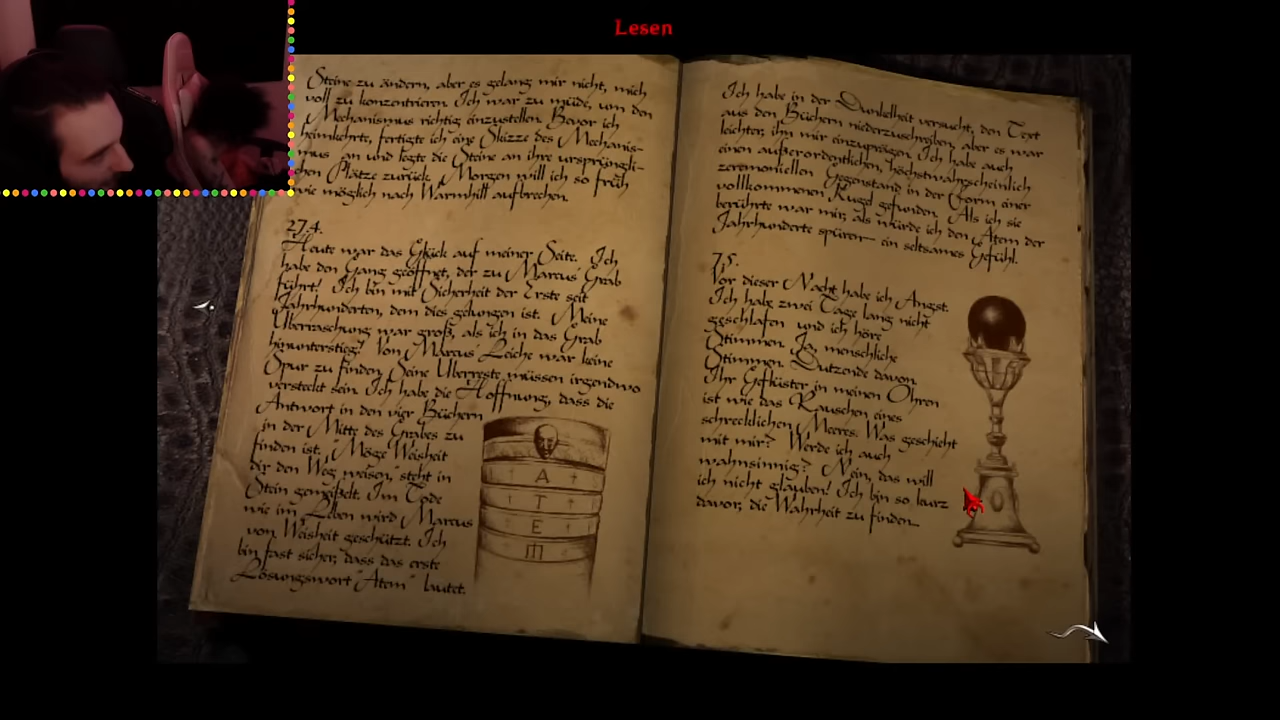 Lesen
Steine zu ändern, aber es gelang mir nicht, mich
voll zu konzentrieren. Ich war zu müde, um den
Mechanismus richtig einzustellen. Bevor ich
heimkehrte, fertigte ich eine Skizze des Mechanis-
mus an und legte die Steine an ihre ursprüngli-
chen Plätze zurück. Morgen will ich so früh
wie möglich nach Warmhill aufbrechen.
27.4.
Heute war das Glück auf meiner Seite. Ich
habe den Gang geöffnet, der zu Marcus' Grab
führt! Ich bin mit Sicherheit der Erste seit
Jahrhunderten, dem dies gelungen ist. Meine
Überraschung war groß, als ich in das Grab
hinunterstieg! Von Marcus' Leiche war keine
Spur zu finden. Seine Überreste müssen irgendwo
versteckt sein. Ich habe die Hoffnung, dass die
Antwort in den vier Büchern
in der Mitte des Grabes zu
finden ist. "Möge Weisheit
dir den Weg weisen," steht in
Stein gemeißelt. Im Tode
wie im Leben wird Marcus
von Weisheit geschützt. Ich
bin fast sicher, dass das erste
Lösungswort "Atem" lautet.
A
T
E
M
Ich habe in der Dunkelheit versucht, den Text
aus den Büchern niederzuschreiben, aber es war
leichter, ihn mir einzuprägen. Ich habe auch
einen außerordentlichen, höchstwahrscheinlich
zeremoniellen Gegenstand in der Form einer
vollkommenen Kugel gefunden. Als ich sie
berührte war mir, als würde ich den Atem der
Jahrhunderte spüren - ein seltsames Gefühl.
7.5.
Vor dieser Nacht habe ich Angst.
Ich habe zwei Tage lang nicht
geschlafen und ich höre
Stimmen. Ja, menschliche
Stimmen. Dutzende davon.
Ihr Geflüster in meinen Ohren
ist wie das Rauschen eines
schrecklichen Meeres. Was geschieht
mit mir? Werde ich auch
wahnsinnig? Nein, das will
ich nicht glauben! Ich bin so kurz
davor, die Wahrheit zu finden...